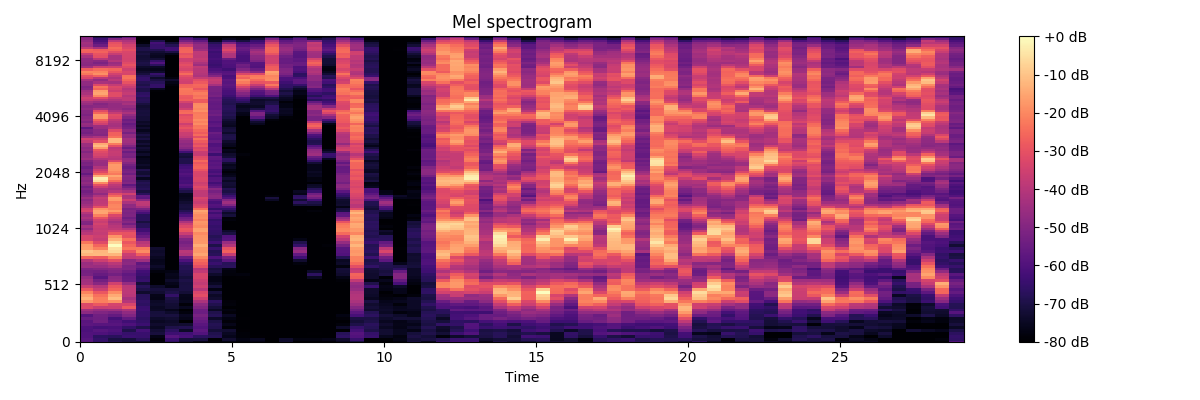 Mel spectrogram
Hz
8192
4096
2048
1024
512
0
0 5 10 15 20 25
Time
+0 dB
-10 dB
-20 dB
-30 dB
-40 dB
-50 dB
-60 dB
-70 dB
-80 dB